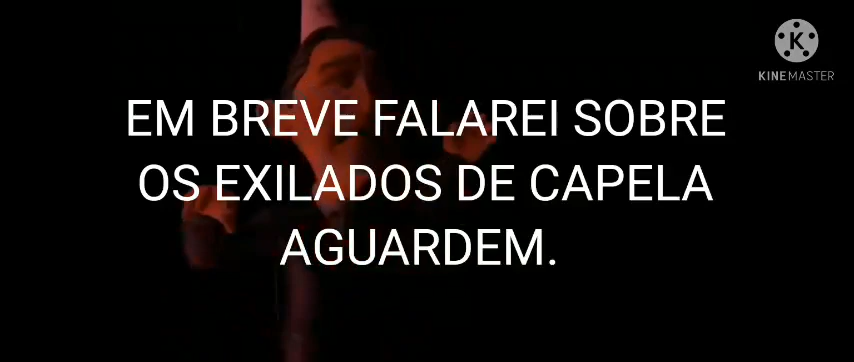 KINEMASTER
EM BREVE FALAREI SOBRE
OS EXILADOS DE CAPELA
AGUARDEM.